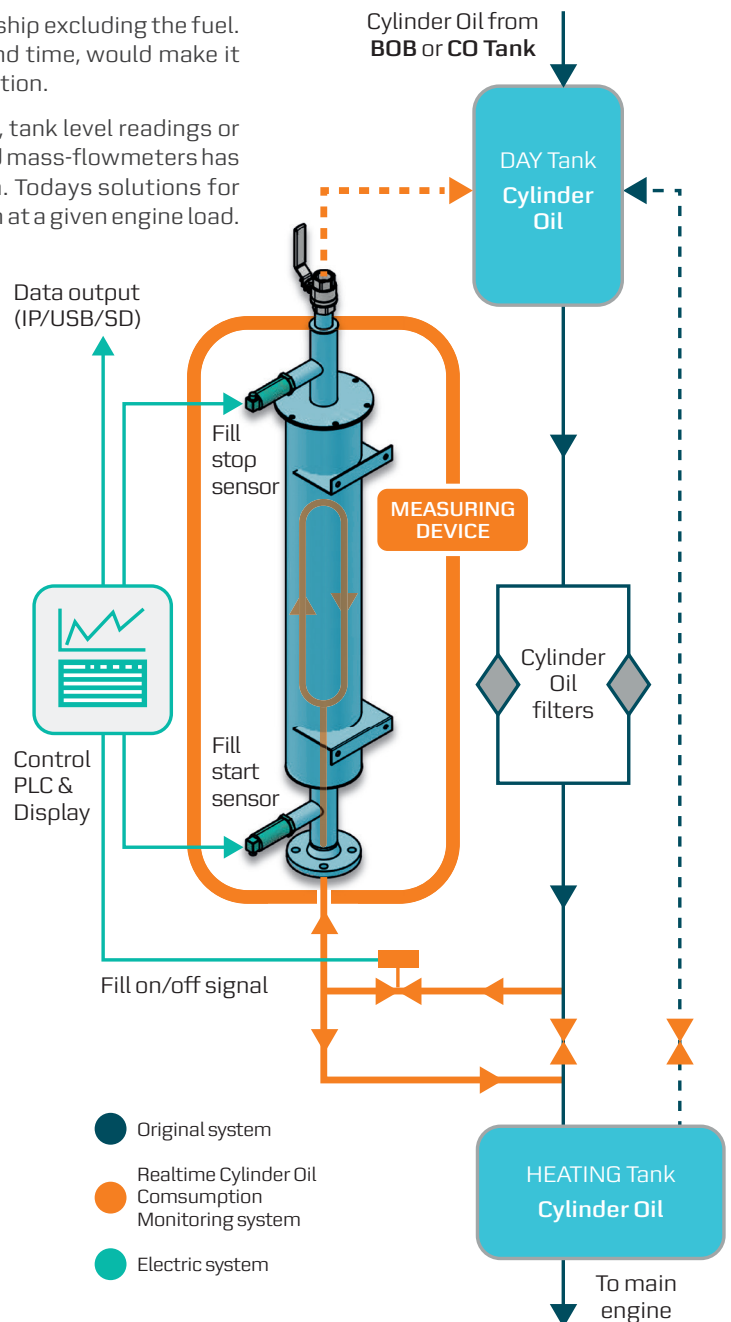 ship excluding the fuel.
nd time, would make it
tion.
, tank level readings or
d mass-flowmeters has
. Todays solutions for
n at a given engine load.
Cylinder Oil from
BOB or CO Tank
DAY Tank
Cylinder
Oil
Data output
(IP/USB/SD)
Fill
stop
sensor
MEASURING
DEVICE
Cylinder
Oil
filters
Control
PLC &
Display
Fill
start
sensor
Fill on/off signal
Original system
Realtime Cylinder Oil
Comsumption
Monitoring system
Electric system
HEATING Tank
Cylinder Oil
To main
engine